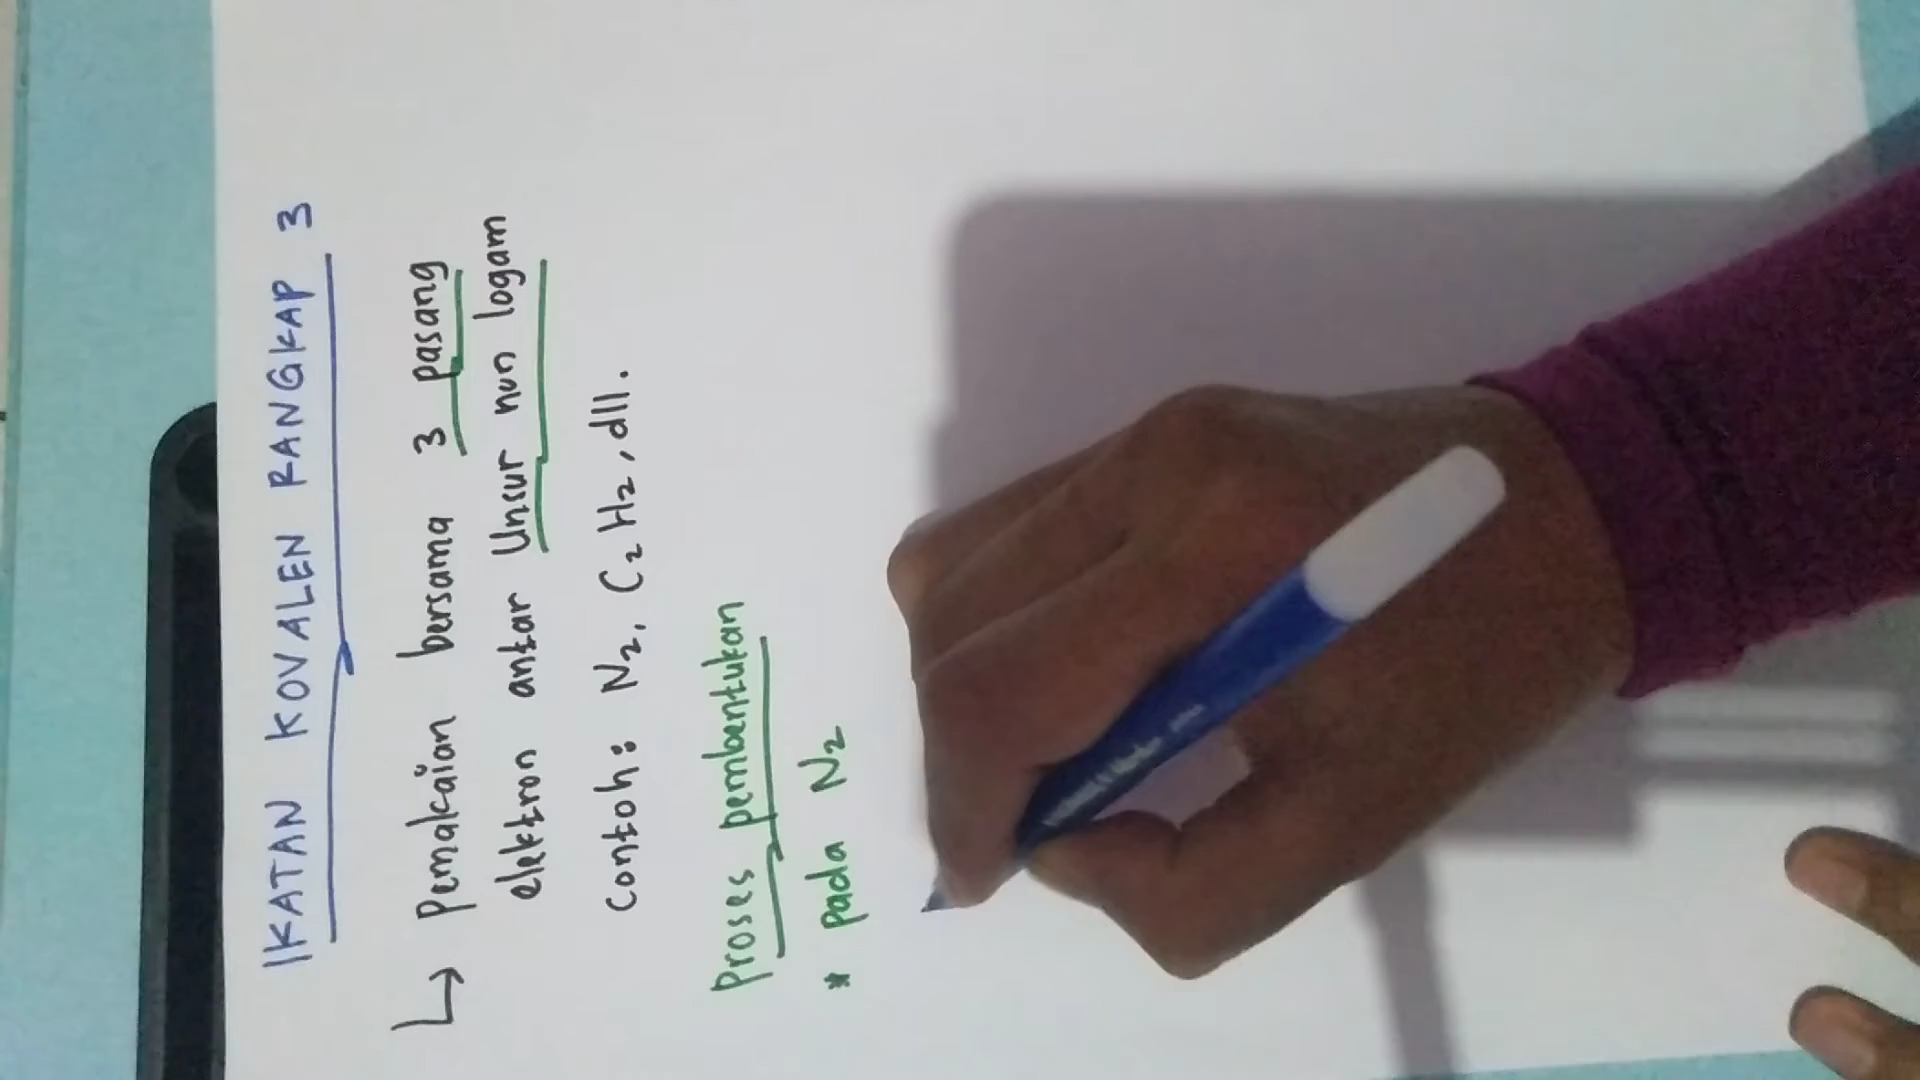 IKATAN KOVALEN RANGKAP 3
↳ Pemakaian bersama 3 pasang
elektron antar Unsur non logam
Contoh: N₂, C₂H₂, dll.
Proses pembentukan
* pada N₂